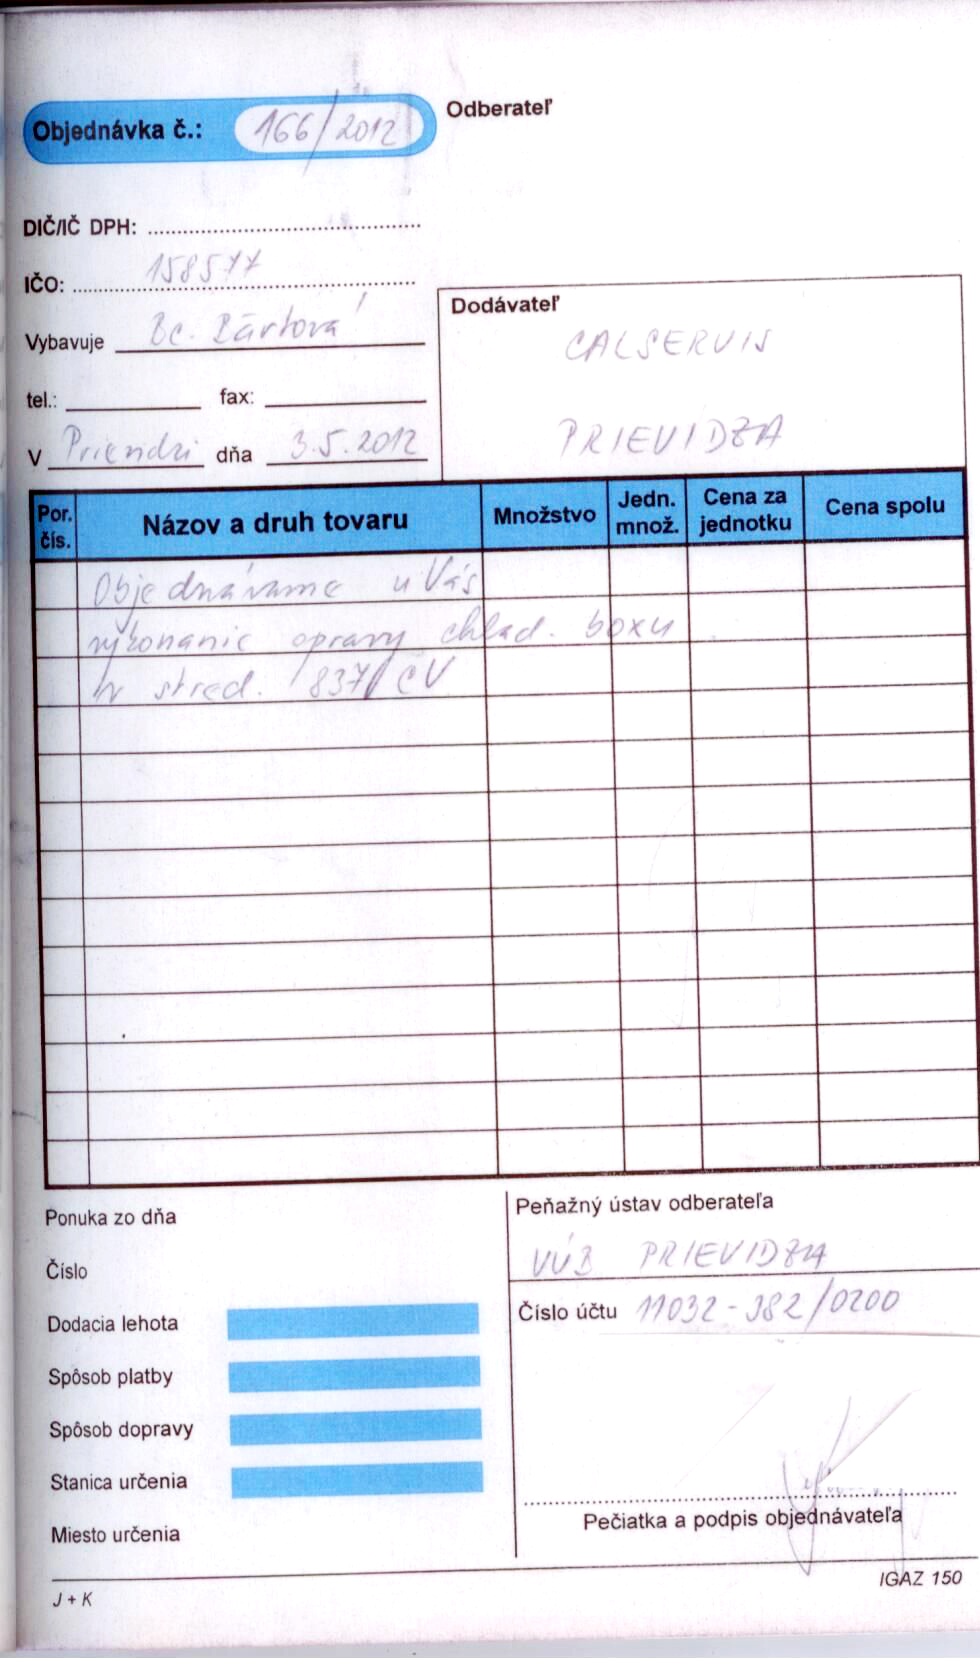 Objednávka č.: 166/2012
Odberateľ
DIČ/IČ DPH:
IČO: 158577
Vybavuje Bc. Bártová
tel.: fax:
V Prievidzi dňa 3.5.2012
Dodávateľ
CALSERVIS
PRIEVIDZA
Por. čís. Názov a druh tovaru Množstvo Jedn. množ. Cena za jednotku Cena spolu
Objednávame u Vás
vykonanie opravy chlad. boxu
v stred. 837 CV
Ponuka zo dňa
Číslo
Dodacia lehota
Spôsob platby
Spôsob dopravy
Stanica určenia
Miesto určenia
Peňažný ústav odberateľa
VÚB PRIEVIDZA
Číslo účtu 11032-382/0200
Pečiatka a podpis objednávateľa
J + K
IGAZ 150